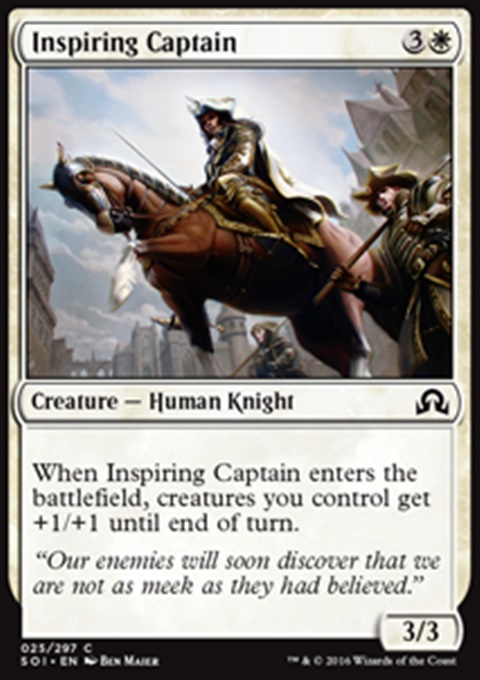 Inspiring Captain 3
Creature — Human Knight
When Inspiring Captain enters the
battlefield, creatures you control get
+1/+1 until end of turn.
“Our enemies will soon discover that we
are not as meek as they had believed.”
3/3
025/297 C
SOI • EN Ben Maier
™ & © 2016 Wizards of the Coast